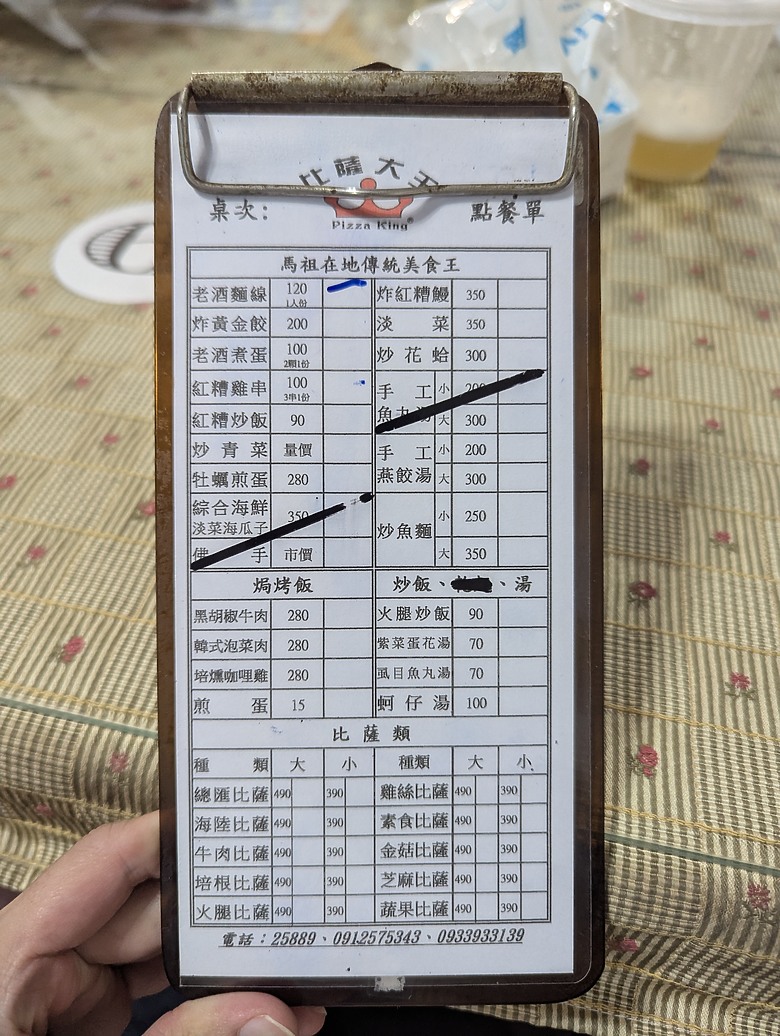 比薩大王
Pizza King
桌次：
點餐單
馬祖在地傳統美食王
老酒麵線 120 1人份
炸黃金餃 200
老酒煮蛋 100 2顆1份
紅糟雞串 100 3串1份
紅糟炒飯 90
炒青菜 量價
牡蠣煎蛋 280
綜合海鮮 淡菜海瓜子 350
佛手 市價
炸紅糟鰻 350
淡菜 350
炒花蛤 300
手工魚丸湯 小 200
大 300
手工燕餃湯 小 200
大 300
炒魚麵 小 250
大 350
焗烤飯
黑胡椒牛肉 280
韓式泡菜肉 280
培燻咖哩雞 280
煎蛋 15
炒飯、、湯
火腿炒飯 90
紫菜蛋花湯 70
虱目魚丸湯 70
蚵仔湯 100
比薩類
種類 大 小 種類 大 小
總匯比薩 490 390 雞絲比薩 490 390
海陸比薩 490 390 素食比薩 490 390
牛肉比薩 490 390 金菇比薩 490 390
培根比薩 490 390 芝麻比薩 490 390
火腿比薩 490 390 蔬果比薩 490 390
電話：25889、0912575343、0933933139